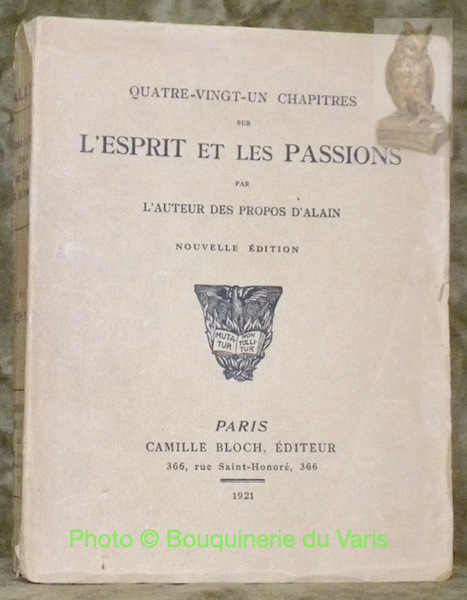 QUATRE-VINGT-UN CHAPITRES
SUR
L'ESPRIT ET LES PASSIONS
PAR
L'AUTEUR DES PROPOS D'ALAIN
NOUVELLE ÉDITION
MUTA NON
TUR TOLLI
TUR
PARIS
CAMILLE BLOCH, ÉDITEUR
366, rue Saint-Honoré, 366
1921
Photo © Bouquinerie du Varis